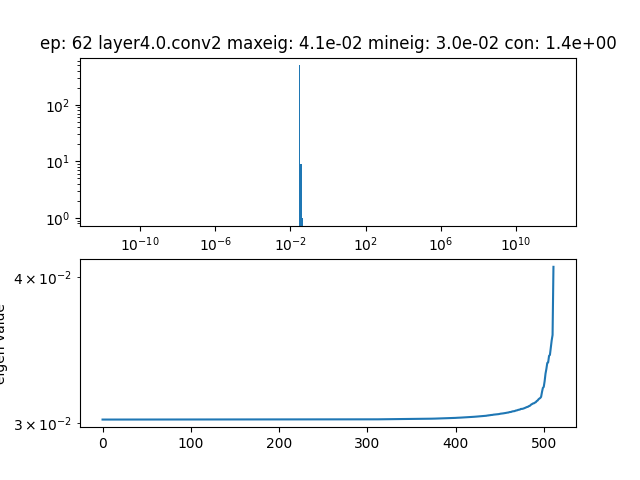 ep: 62 layer4.0.conv2 maxeig: 4.1e-02 mineig: 3.0e-02 con: 1.4e+00
10²
10¹
10⁰
10⁻¹⁰ 10⁻⁶ 10⁻² 10² 10⁶ 10¹⁰
4 × 10⁻²
eigen value
3 × 10⁻²
0 100 200 300 400 500